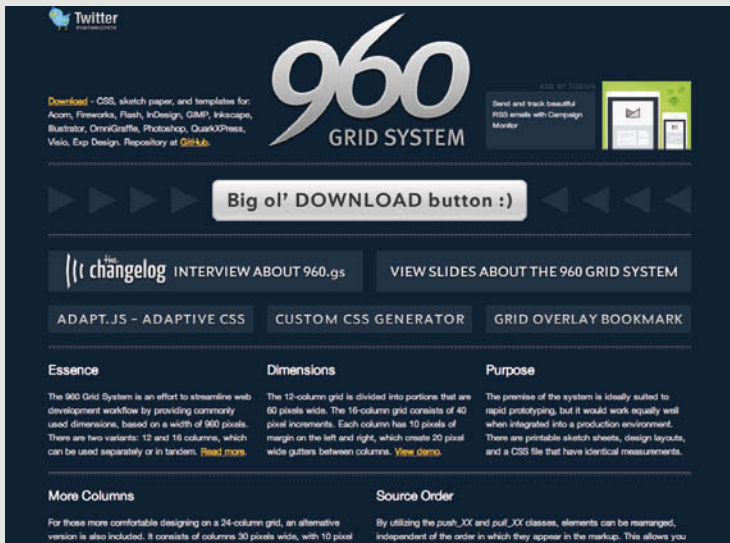 Twitter
Download - CSS, sketch paper, and templates for:
Acorn, Fireworks, Flash, InDesign, GIMP, Inkscape,
Illustrator, OmniGraffle, Photoshop, QuarkXPress,
Visio, Exp Design. Repository at GitHub.
960
GRID SYSTEM
ADS BY FUSION
Send and track beautiful
RSS emails with Campaign
Monitor
Big ol' DOWNLOAD button :)
the changelog INTERVIEW ABOUT 960.gs
VIEW SLIDES ABOUT THE 960 GRID SYSTEM
ADAPT.JS – ADAPTIVE CSS
CUSTOM CSS GENERATOR
GRID OVERLAY BOOKMARK
Essence
The 960 Grid System is an effort to streamline web
development workflow by providing commonly
used dimensions, based on a width of 960 pixels.
There are two variants: 12 and 16 columns, which
can be used separately or in tandem. Read more.
Dimensions
The 12-column grid is divided into portions that are
60 pixels wide. The 16-column grid consists of 40
pixel increments. Each column has 10 pixels of
margin on the left and right, which create 20 pixel
wide gutters between columns. View demo.
Purpose
The premise of the system is ideally suited to
rapid prototyping, but it would work equally well
when integrated into a production environment.
There are printable sketch sheets, design layouts,
and a CSS file that have identical measurements.
More Columns
For those more comfortable designing on a 24-column grid, an alternative
version is also included. It consists of columns 30 pixels wide, with 10 pixel
Source Order
By utilizing the push_XX and pull_XX classes, elements can be rearranged,
independent of the order in which they appear in the markup. This allows you